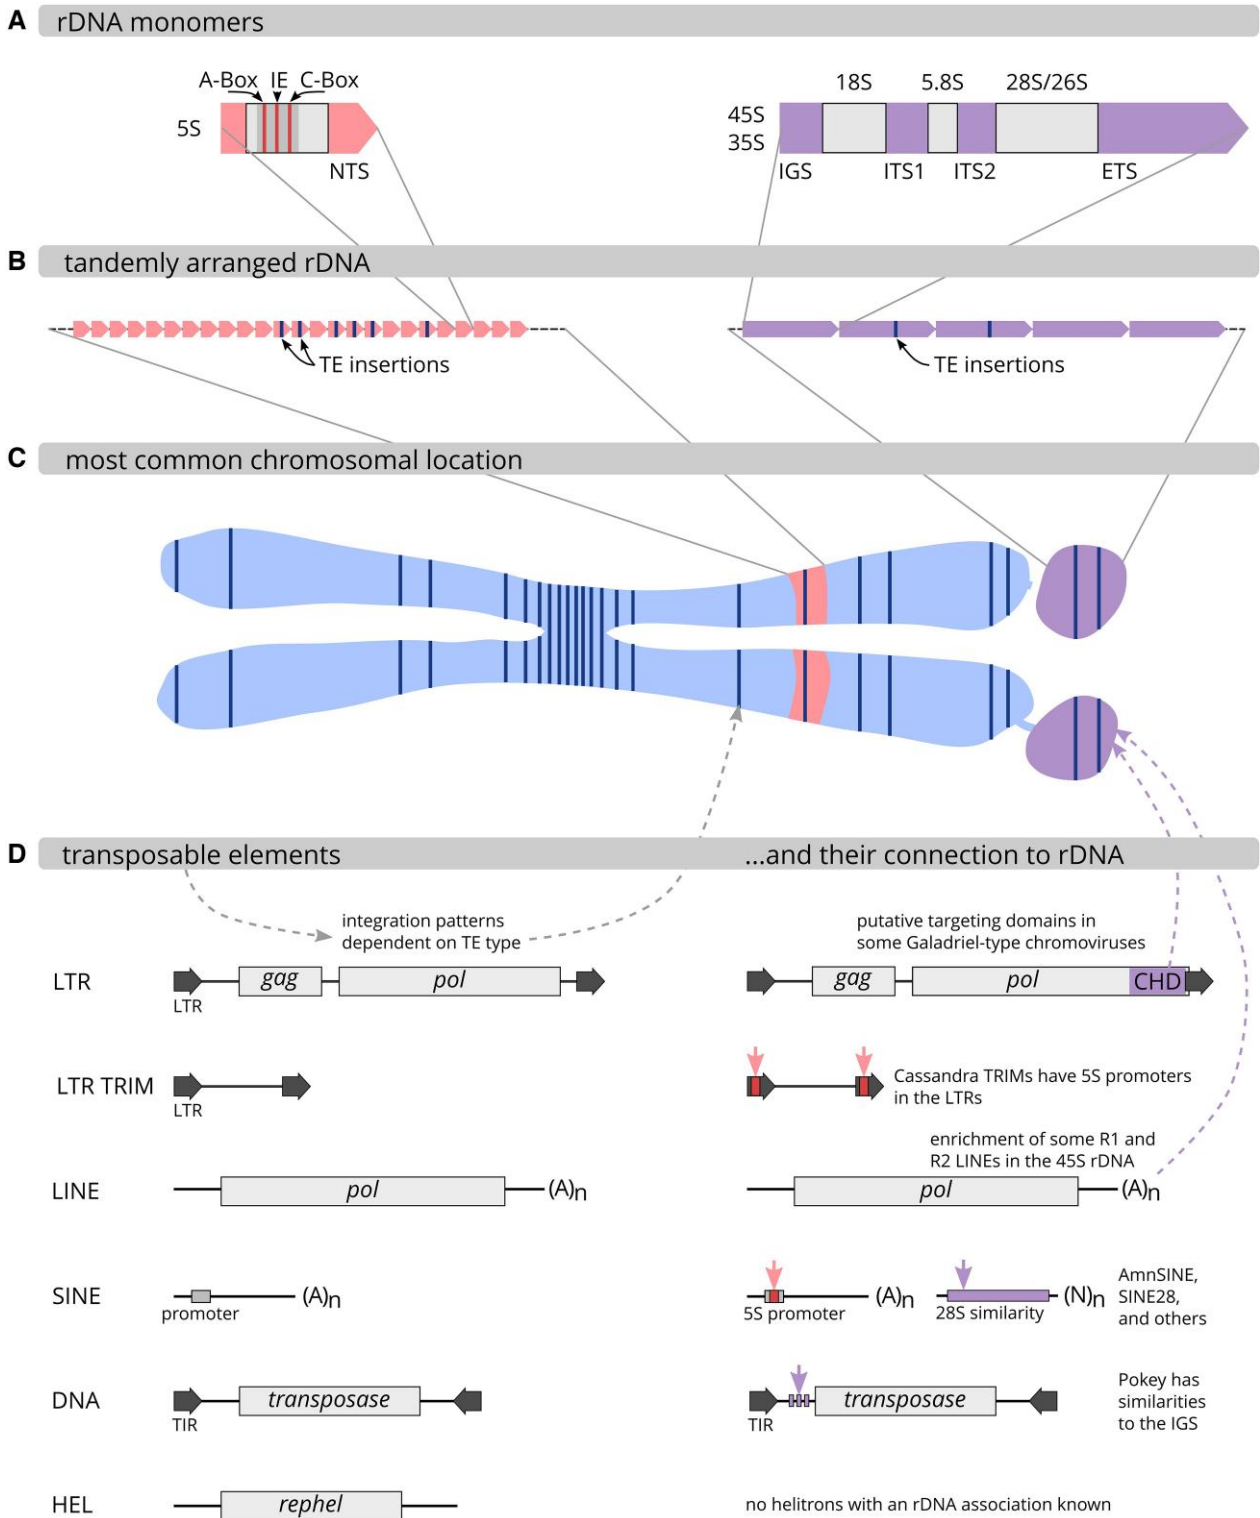 A rDNA monomers
A-Box IE C-Box
18S 5.8S 28S/26S
5S
45S
35S
NTS
IGS ITS1 ITS2 ETS
B tandemly arranged rDNA
TE insertions
TE insertions
C most common chromosomal location
D transposable elements ...and their connection to rDNA
integration patterns
dependent on TE type
putative targeting domains in
some Galadriel-type chromoviruses
LTR gag pol gag pol CHD
LTR
LTR TRIM
LTR
Cassandra TRIMs have 5S promoters
in the LTRs
enrichment of some R1 and
R2 LINEs in the 45S rDNA
LINE pol (A)n pol (A)n
SINE (A)n (A)n (N)n
promoter 5S promoter 28S similarity
AmnSINE,
SINE28,
and others
DNA transposase transposase
TIR TIR
Pokey has
similarities
to the IGS
HEL rephel no helitrons with an rDNA association known